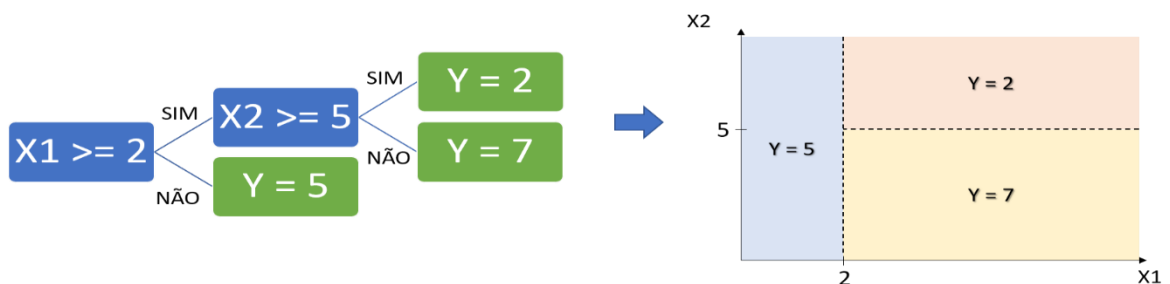 X1 >= 2
SIM
NÃO
X2 >= 5
Y = 5
SIM
NÃO
Y = 2
Y = 7
X2
5
Y = 5
Y = 2
Y = 7
2
X1